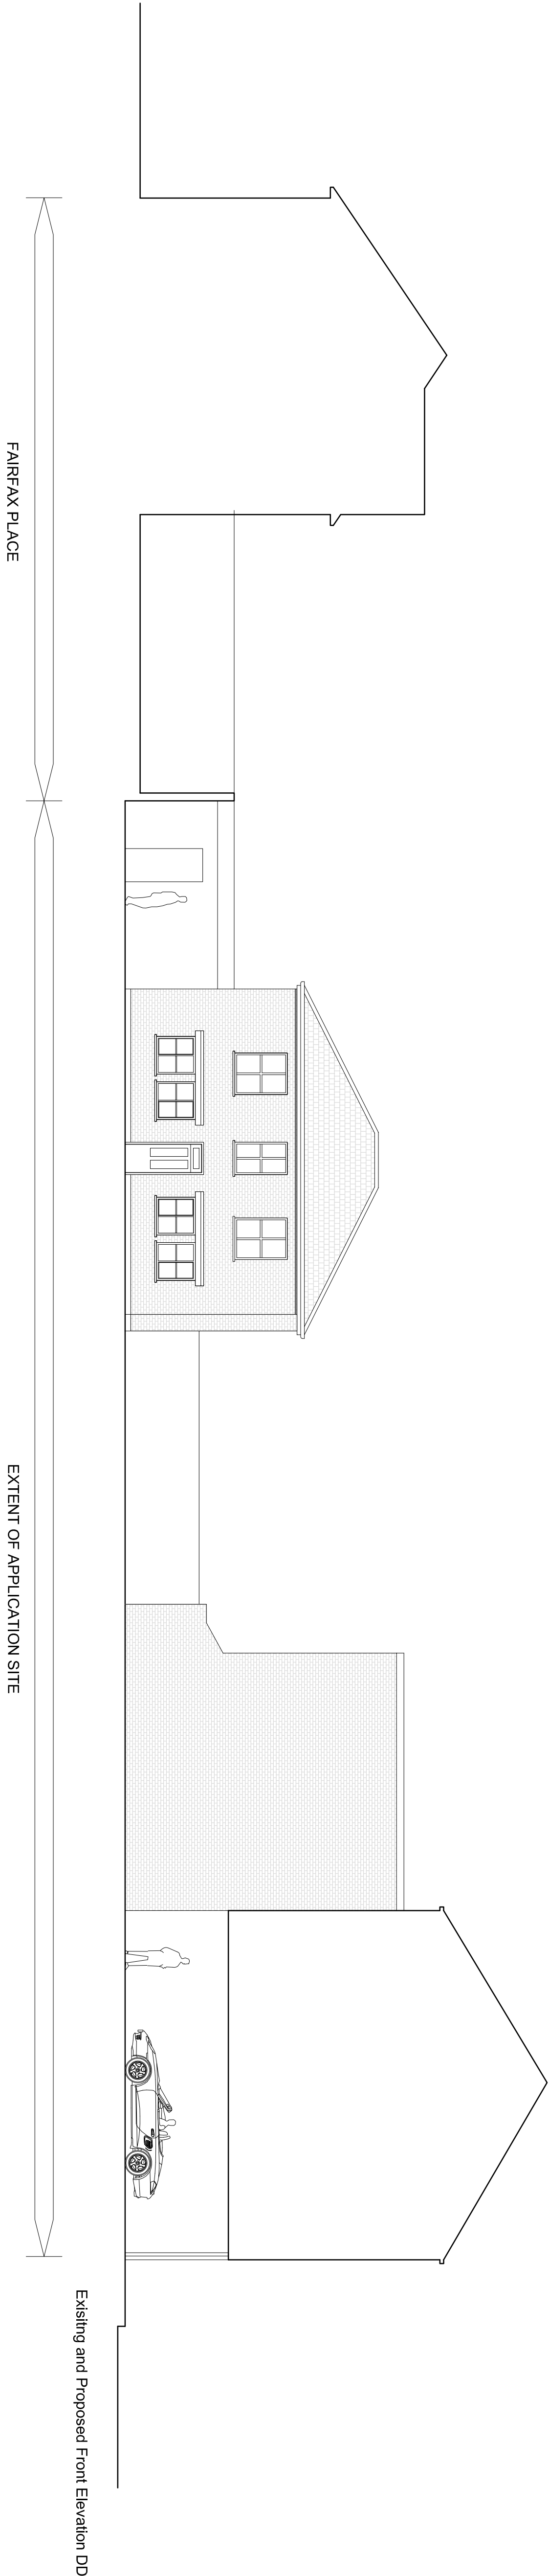 FAIRFAX PLACE
EXTENT OF APPLICATION SITE
Exisitng and Proposed Front Elevation DD